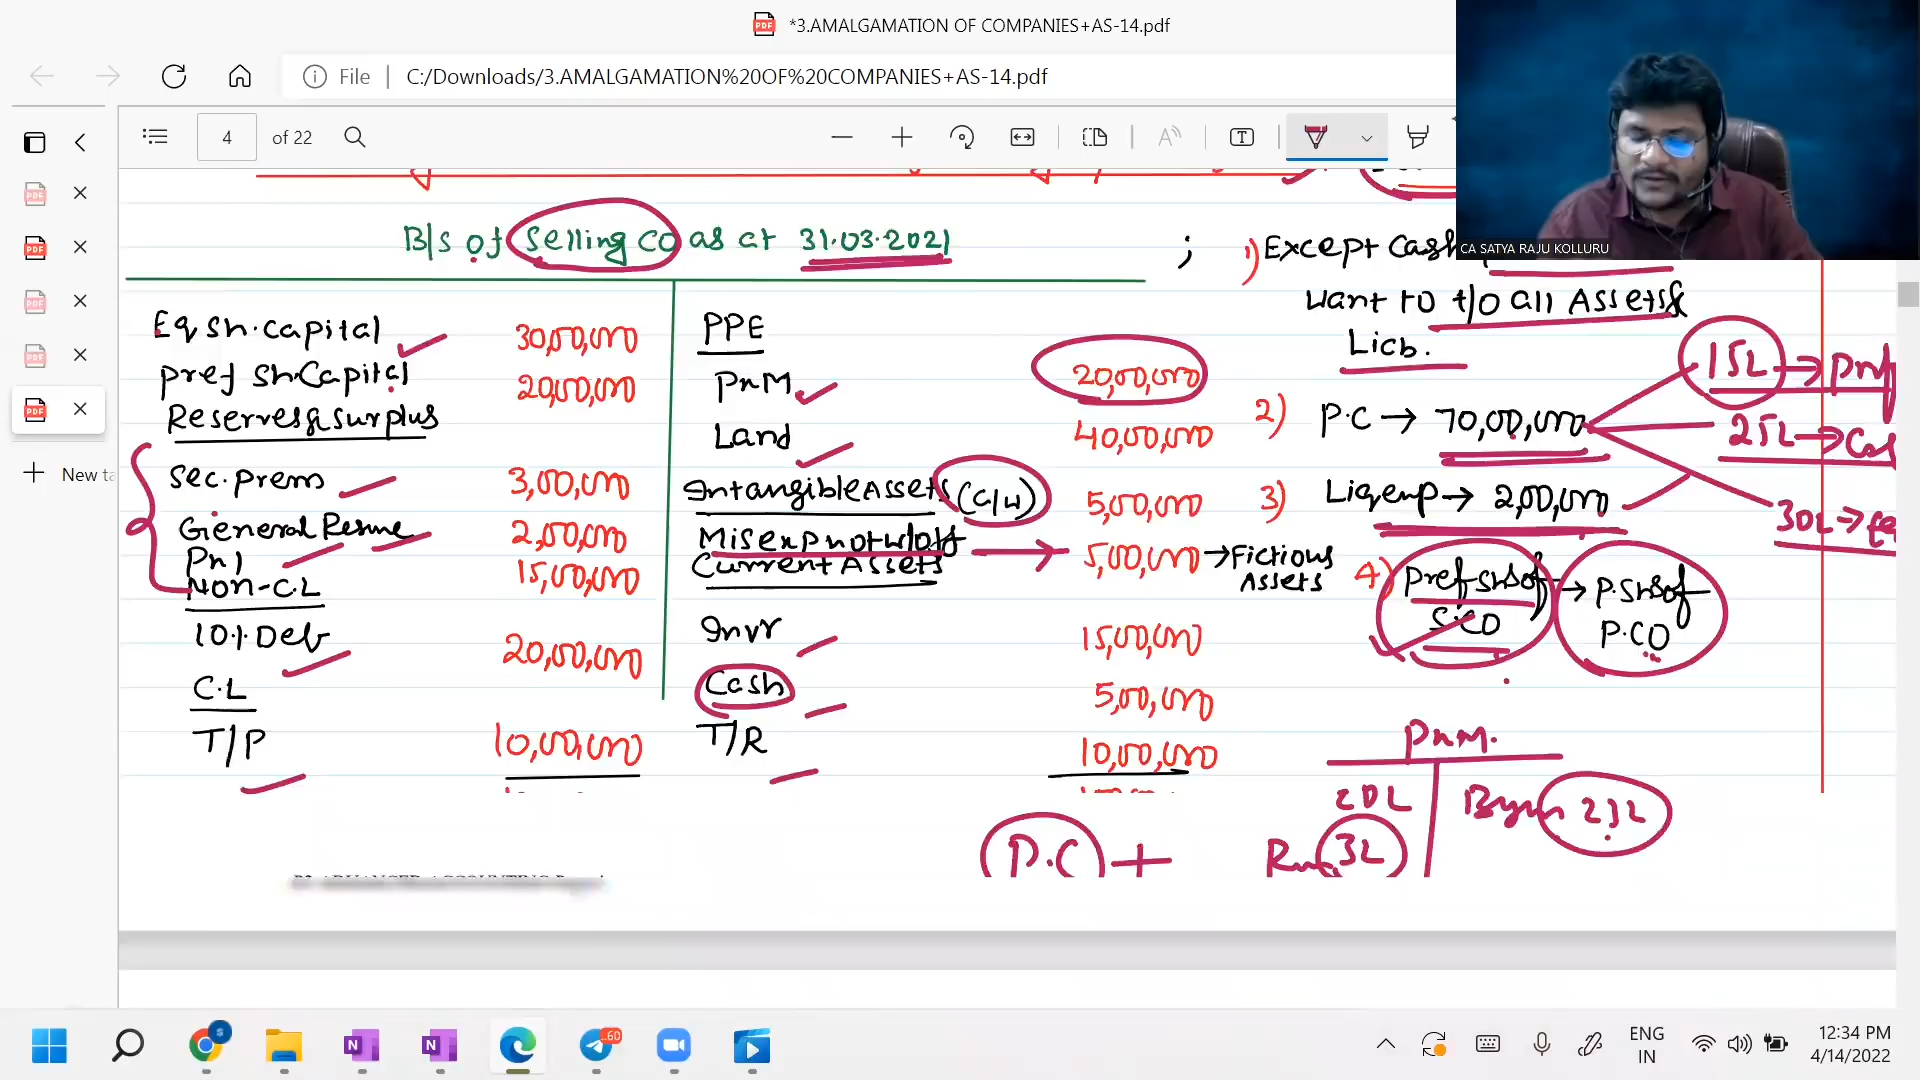 *3.AMALGAMATION OF COMPANIES+AS-14.pdf
File
C:/Downloads/3.AMALGAMATION%20OF%20COMPANIES+AS-14.pdf
4 of 22
CA SATYA RAJU KOLLURU
New ta
B/s of Selling Co as at 31.03.2021
; 1) Except Cash
want to t/o all Assets&
Liab.
Eq sh. capital 30,00,000
pref sh. Capital 20,00,000
Reserves & surplus
Sec. prem 3,00,000
General Reserve 2,00,000
PnL 15,00,000
Non-C.L
10% Deb 20,00,000
C.L
T/P 10,00,000
PPE
PnM 20,00,000
Land 40,00,000
Intangible Assets (G/w) 5,00,000
Mis exp not w/off 5,00,000 → Fictious
Assets
Current Assets
Invr 15,00,000
Cash 5,00,000
T/R 10,00,000
2) P.C → 70,00,000
15L → Pref
25L → Cas
30L → Eq
3) Liq exp → 2,00,000
4) Pref shs of → P.Shs of
S.CO P.CO
PnM.
20L
3L
P.C +
12:34 PM
ENG
IN
4/14/2022